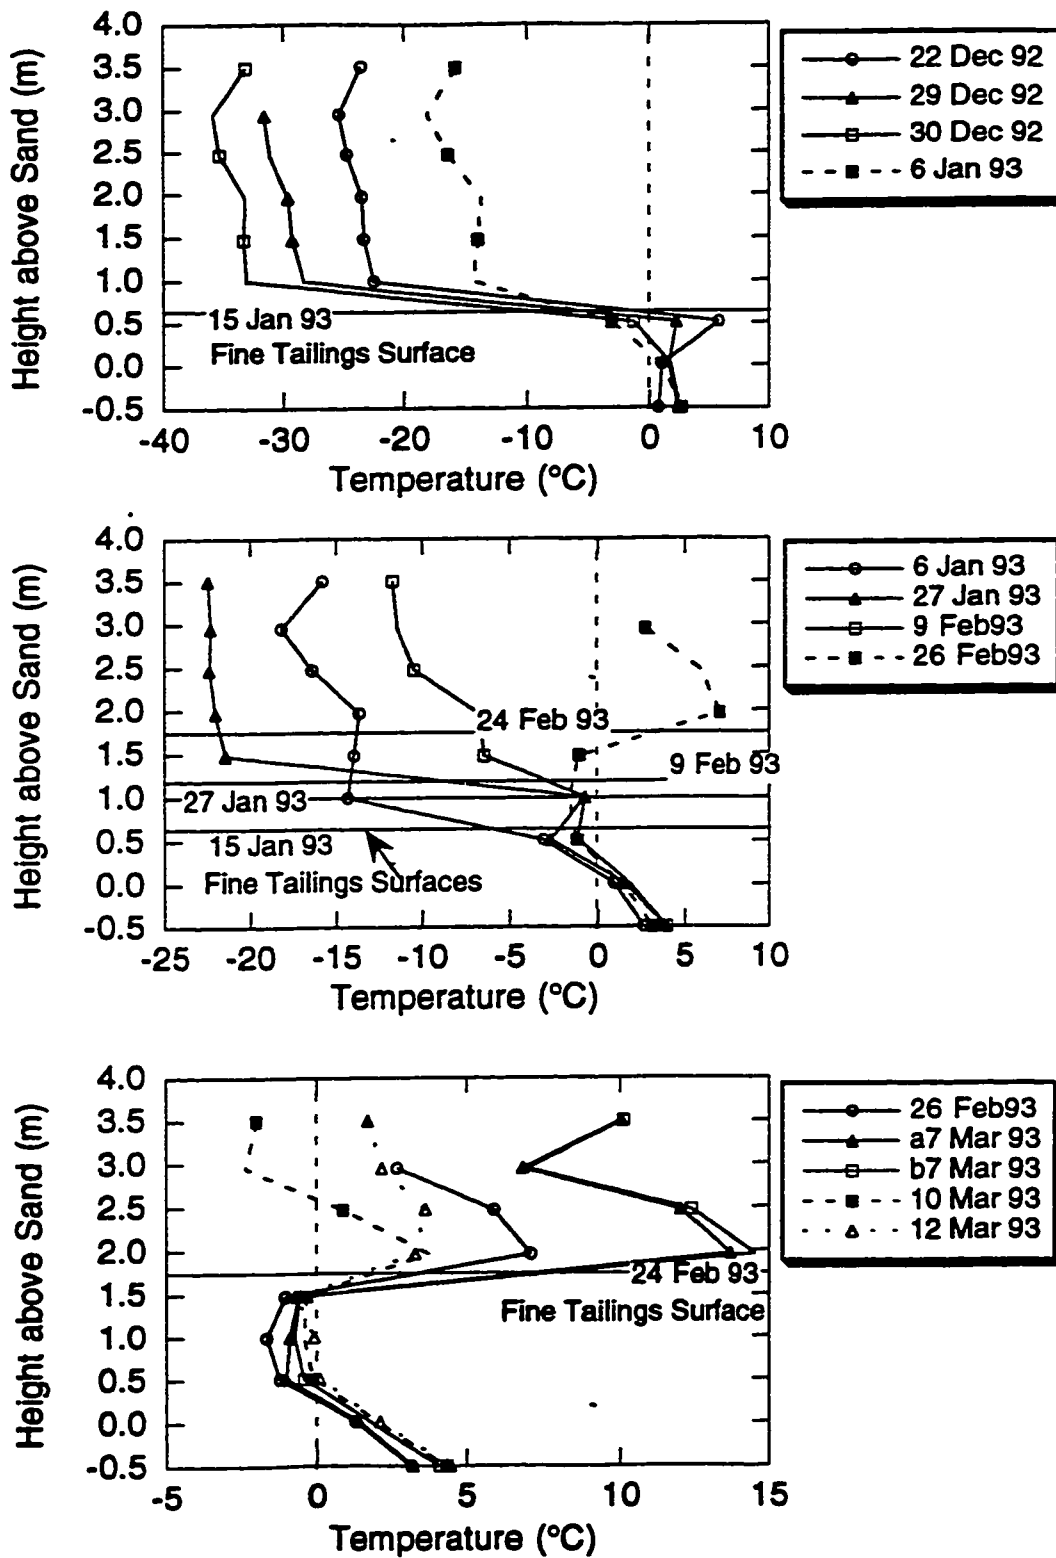 Height above Sand (m)
4.0
3.5
3.0
2.5
2.0
1.5
1.0
0.5
0.0
-0.5
15 Jan 93
Fine Tailings Surface
-40 -30 -20 -10 0 10
Temperature (°C)
22 Dec 92
29 Dec 92
30 Dec 92
6 Jan 93
Height above Sand (m)
4.0
3.5
3.0
2.5
2.0
1.5
1.0
0.5
0.0
-0.5
24 Feb 93
9 Feb 93
27 Jan 93
15 Jan 93
Fine Tailings Surfaces
-25 -20 -15 -10 -5 0 5 10
Temperature (°C)
6 Jan 93
27 Jan 93
9 Feb93
26 Feb93
Height above Sand (m)
4.0
3.5
3.0
2.5
2.0
1.5
1.0
0.5
0.0
-0.5
24 Feb 93
Fine Tailings Surface
-5 0 5 10 15
Temperature (°C)
26 Feb93
a7 Mar 93
b7 Mar 93
10 Mar 93
12 Mar 93